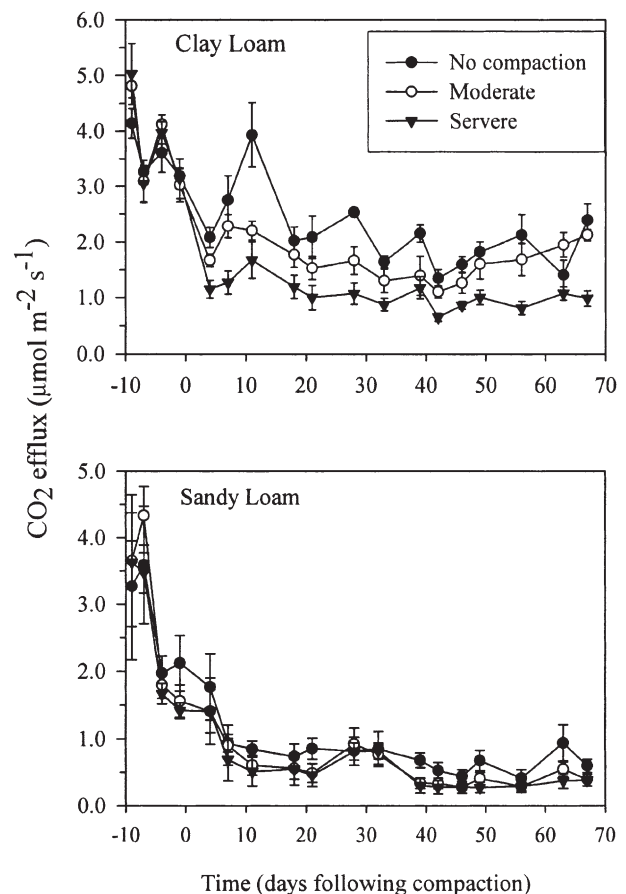 6.0
Clay Loam
No compaction
Moderate
Servere
5.0
4.0
3.0
2.0
1.0
0.0
-10 0 10 20 30 40 50 60 70
CO2 efflux (μmol m-2 s-1)
5.0
Sandy Loam
4.0
3.0
2.0
1.0
0.0
-10 0 10 20 30 40 50 60 70
Time (days following compaction)